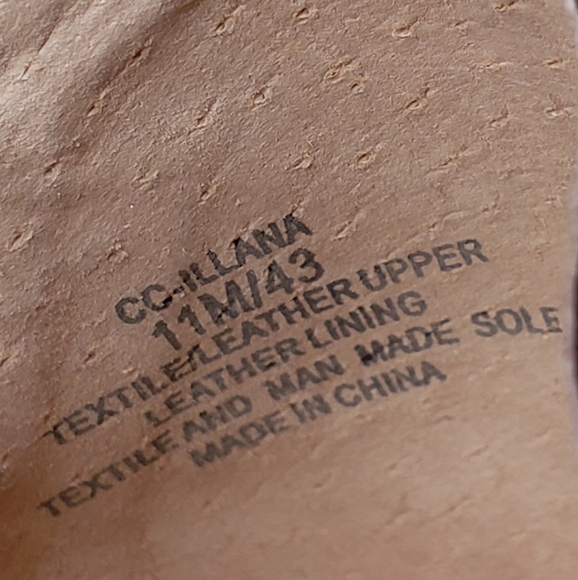 CC-ILLANA
11M/43
TEXTILE/LEATHER UPPER
LEATHER LINING
TEXTILE AND MAN MADE SOLE
MADE IN CHINA